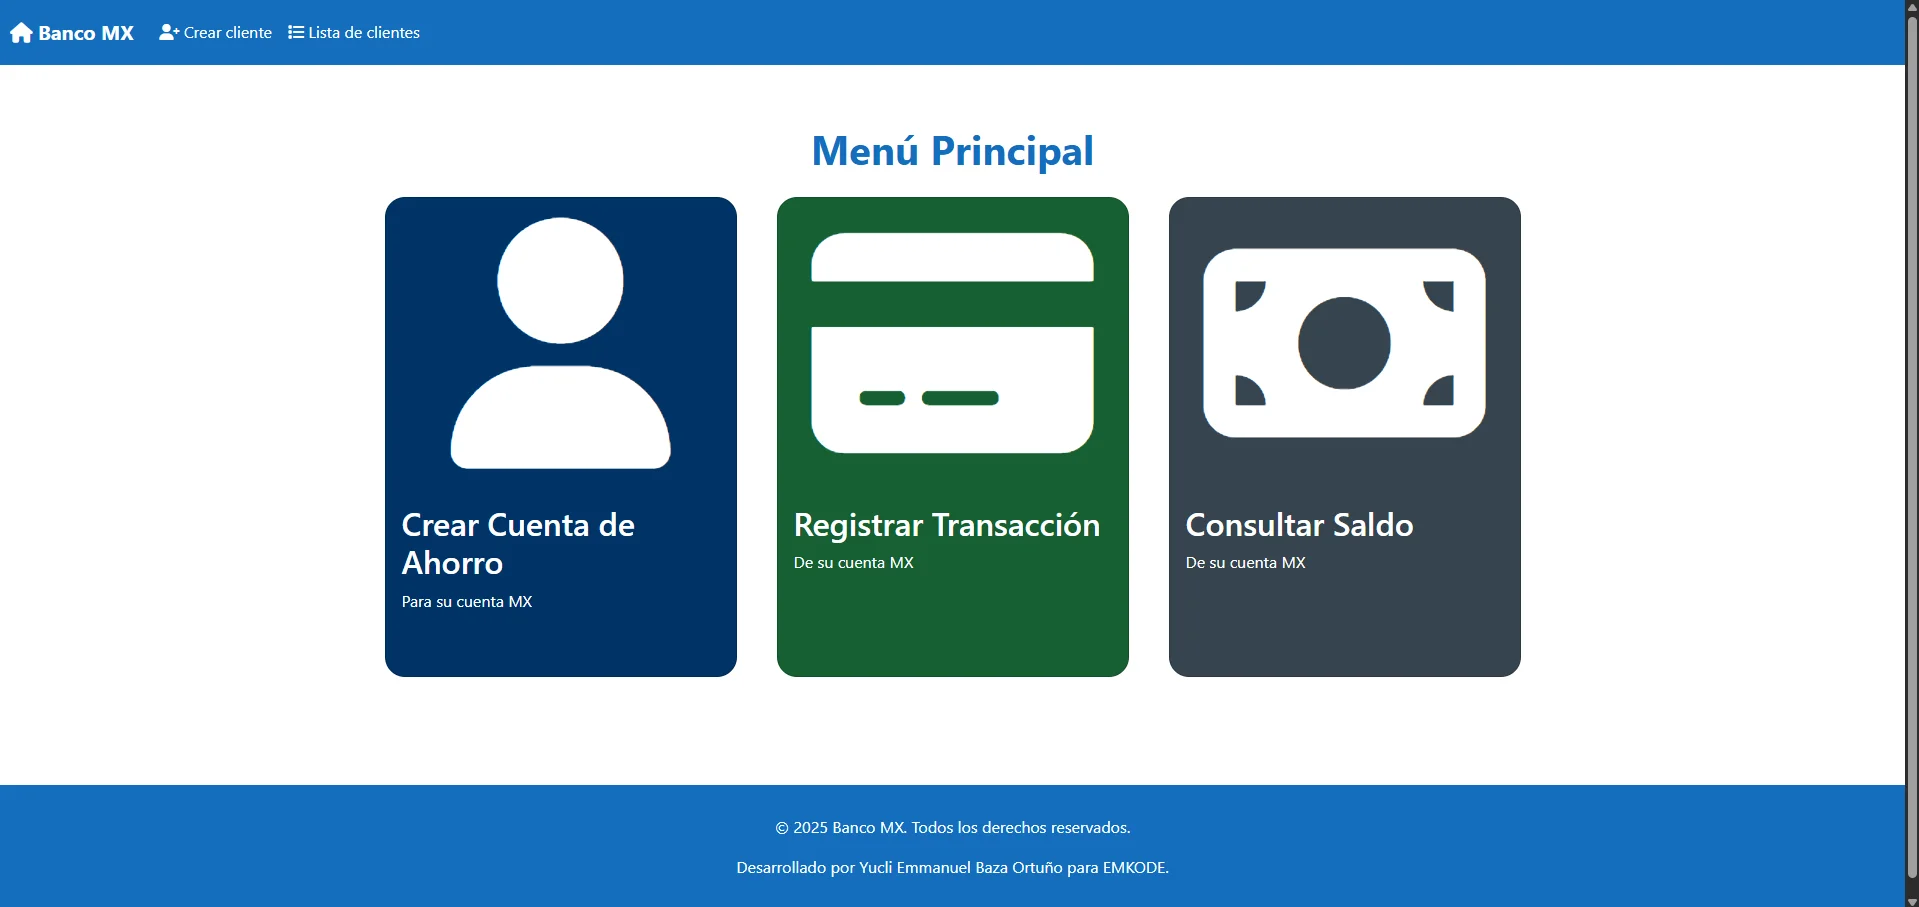 Banco MX
Crear cliente
Lista de clientes
Menú Principal
Crear Cuenta de
Ahorro
Para su cuenta MX
Registrar Transacción
De su cuenta MX
Consultar Saldo
De su cuenta MX
© 2025 Banco MX. Todos los derechos reservados.
Desarrollado por Yucli Emmanuel Baza Ortuño para EMKODE.